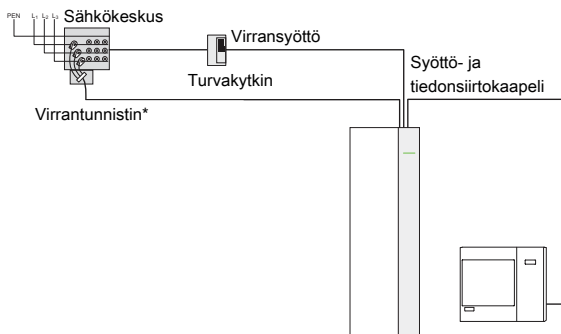 PEN L₁ L₂ L₃ Sähkökeskus
Virransyöttö
Turvakytkin
Syöttö- ja
tiedonsiirtokaapeli
Virrantunnistin*